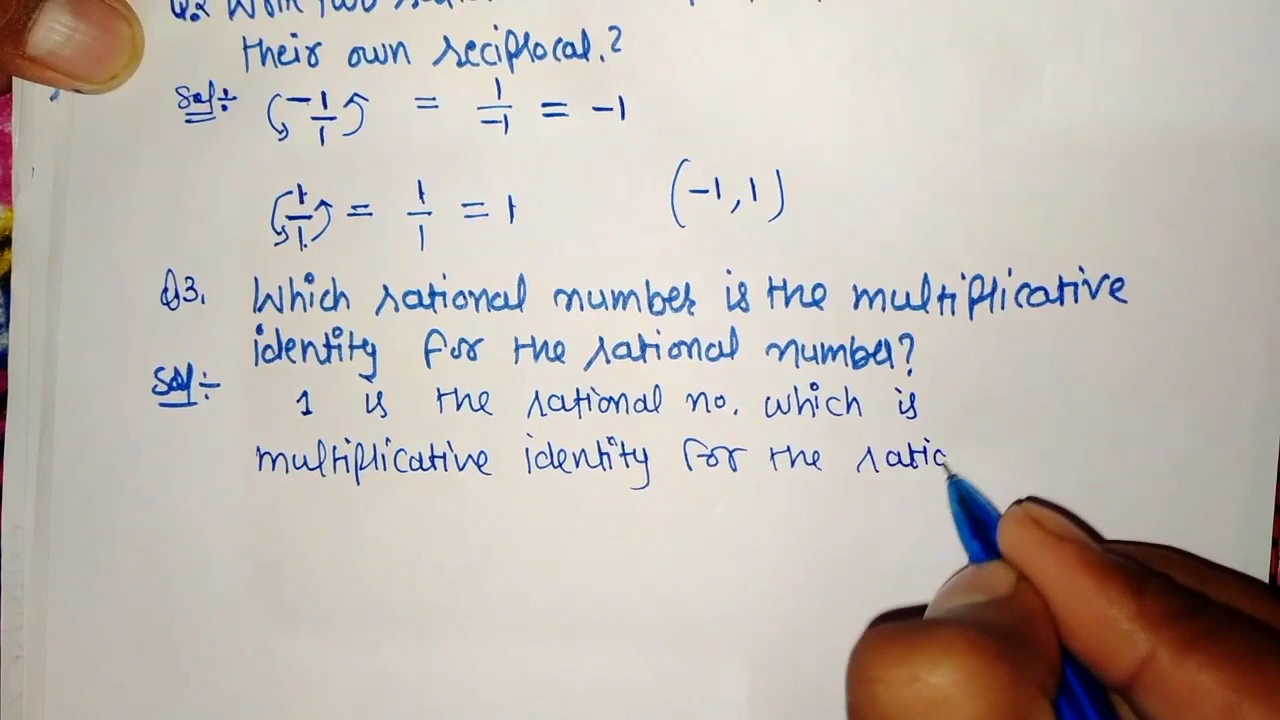 Q.2 two
their own reciprocal.?
Sol÷ -1/1 = 1/-1 = -1
1/1 = 1/1 = 1 (-1,1)
Q3. Which rational number is the multiplicative
identity for the rational number?
Sol÷ 1 is the rational no. which is
multiplicative identity for the ratio